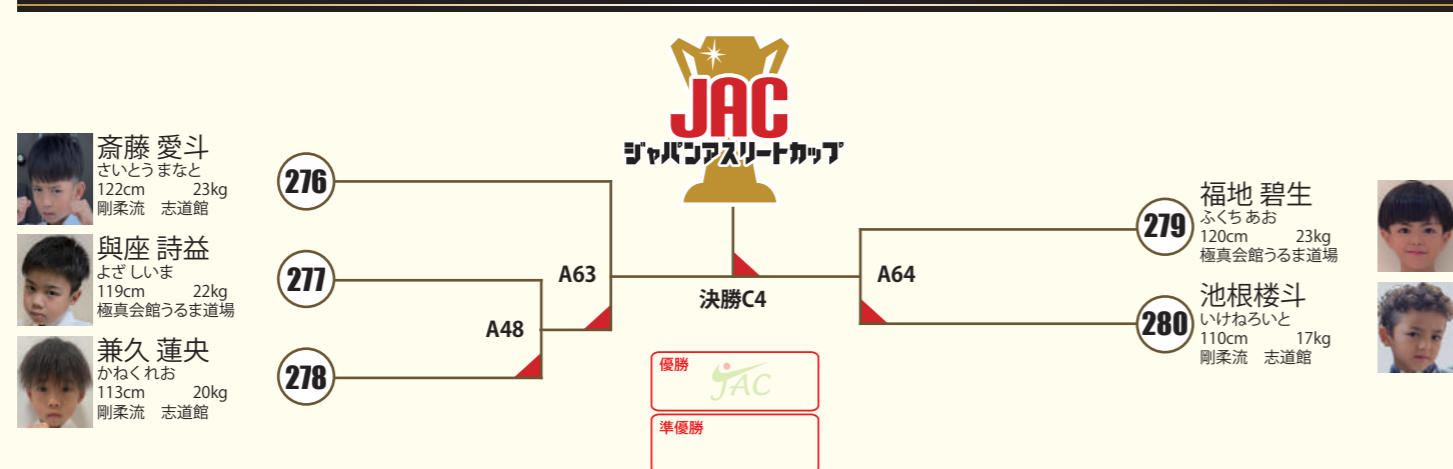 JAC
ジャパンアスリートカップ
斎藤 愛斗
さいとう まなと
122cm 23kg
剛柔流 志道館
276
與座 詩益
よざ しいま
119cm 22kg
極真会館うるま道場
277
兼久 蓮央
かねくれお
113cm 20kg
剛柔流 志道館
278
A48
A63
決勝C4
A64
279
福地 碧生
ふくち あお
120cm 23kg
極真会館うるま道場
280
池根楼斗
いけねろいと
110cm 17kg
剛柔流 志道館
優勝
JAC
準優勝